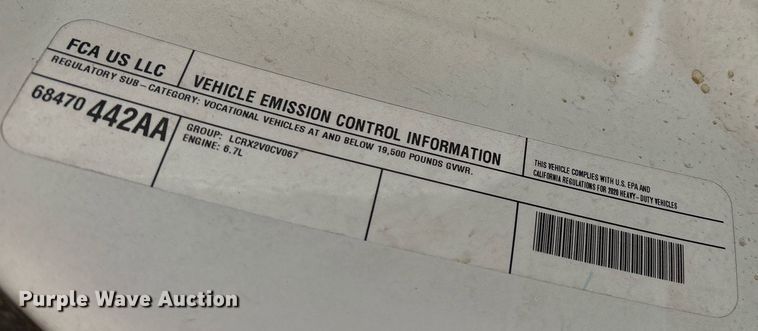 FCA US LLC
VEHICLE EMISSION CONTROL INFORMATION
REGULATORY SUB-CATEGORY: VOCATIONAL VEHICLES AT AND BELOW 19,500 POUNDS GVWR.
THIS VEHICLE COMPLIES WITH U.S. EPA AND
CALIFORNIA REGULATIONS FOR 2020 HEAVY-DUTY VEHICLES
68470 442AA
GROUP: LCRX2V0CV067
ENGINE: 6.7L
Purple Wave Auction